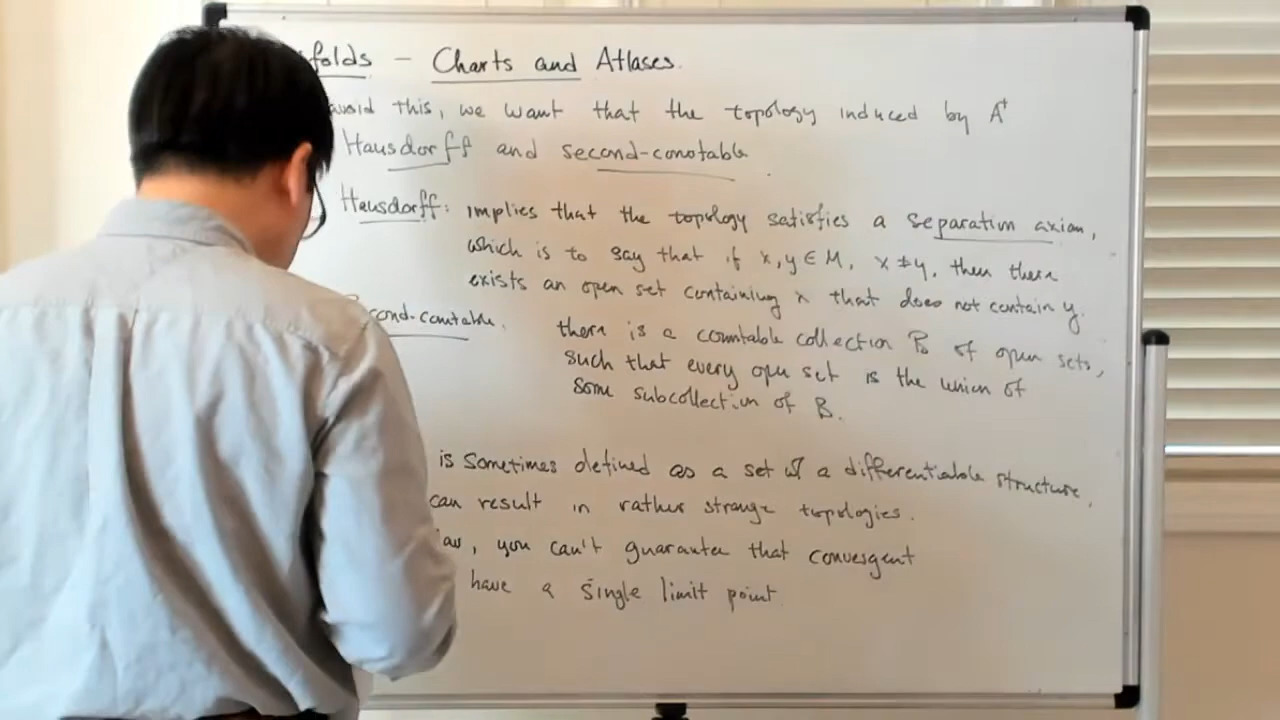 folds – Charts and Atlases.
avoid this, we want that the topology induced by A⁺
Hausdorff and second-countable.
Hausdorff: implies that the topology satisfies a separation axiom,
which is to say that if x, y ∈ M, x ≠ y, then there
exists an open set containing x that does not contain y.
cond-countable. there is a countable collection B of open sets,
such that every open set is the union of
some subcollection of B.
is sometimes defined as a set w/ a differentiable structure,
can result in rather strange topologies.
you can't guarantee that convergent
have a single limit point